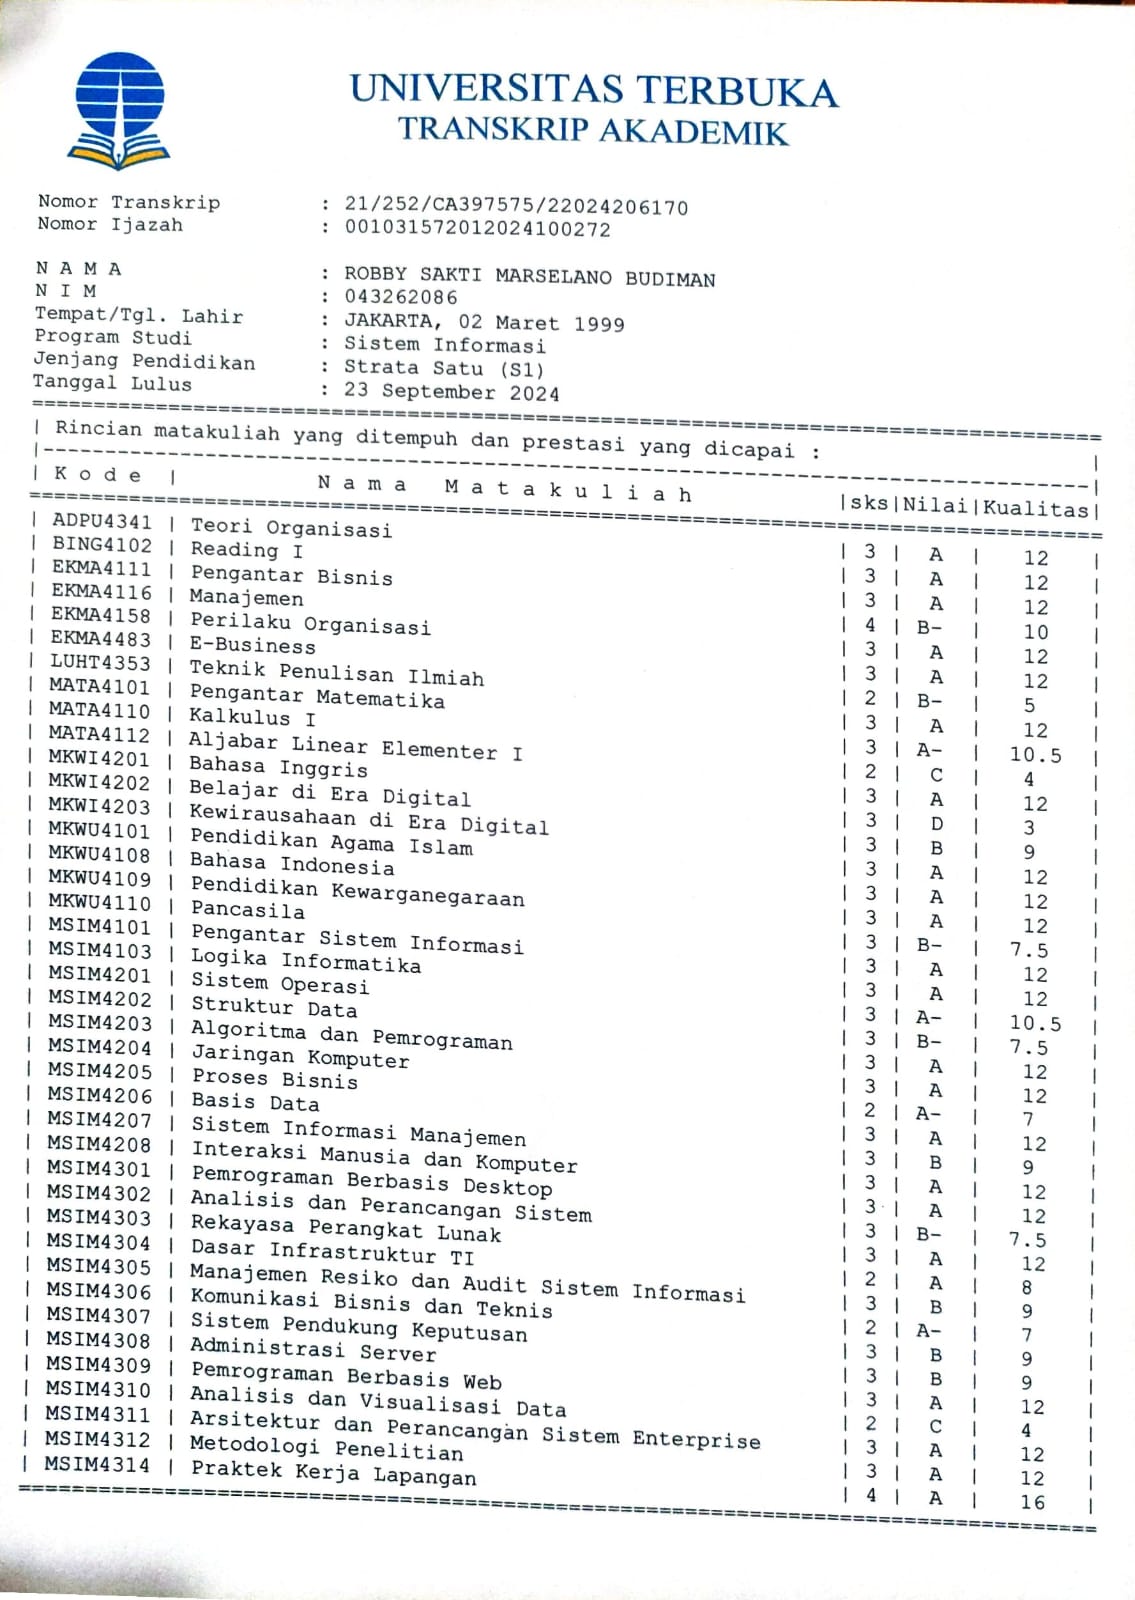 UNIVERSITAS TERBUKA
TRANSKRIP AKADEMIK
Nomor Transkrip : 21/252/CA397575/22024206170
Nomor Ijazah : 001031572012024100272
N A M A : ROBBY SAKTI MARSELANO BUDIMAN
N I M : 043262086
Tempat/Tgl. Lahir : JAKARTA, 02 Maret 1999
Program Studi : Sistem Informasi
Jenjang Pendidikan : Strata Satu (S1)
Tanggal Lulus : 23 September 2024
| Rincian matakuliah yang ditempuh dan prestasi yang dicapai : |
| K o d e | N a m a M a t a k u l i a h |sks|Nilai|Kualitas|
| ADPU4341 | Teori Organisasi | 3 | A | 12 |
| BING4102 | Reading I | 3 | A | 12 |
| EKMA4111 | Pengantar Bisnis | 3 | A | 12 |
| EKMA4116 | Manajemen | 4 | B- | 10 |
| EKMA4158 | Perilaku Organisasi | 3 | A | 12 |
| EKMA4483 | E-Business | 3 | A | 12 |
| LUHT4353 | Teknik Penulisan Ilmiah | 2 | B- | 5 |
| MATA4101 | Pengantar Matematika | 3 | A | 12 |
| MATA4110 | Kalkulus I | 3 | A- | 10.5 |
| MATA4112 | Aljabar Linear Elementer I | 2 | C | 4 |
| MKWI4201 | Bahasa Inggris | 3 | A | 12 |
| MKWI4202 | Belajar di Era Digital | 3 | D | 3 |
| MKWI4203 | Kewirausahaan di Era Digital | 3 | B | 9 |
| MKWU4101 | Pendidikan Agama Islam | 3 | A | 12 |
| MKWU4108 | Bahasa Indonesia | 3 | A | 12 |
| MKWU4109 | Pendidikan Kewarganegaraan | 3 | A | 12 |
| MKWU4110 | Pancasila | 3 | B- | 7.5 |
| MSIM4101 | Pengantar Sistem Informasi | 3 | A | 12 |
| MSIM4103 | Logika Informatika | 3 | A | 12 |
| MSIM4201 | Sistem Operasi | 3 | A- | 10.5 |
| MSIM4202 | Struktur Data | 3 | B- | 7.5 |
| MSIM4203 | Algoritma dan Pemrograman | 3 | A | 12 |
| MSIM4204 | Jaringan Komputer | 3 | A | 12 |
| MSIM4205 | Proses Bisnis | 2 | A- | 7 |
| MSIM4206 | Basis Data | 3 | A | 12 |
| MSIM4207 | Sistem Informasi Manajemen | 3 | B | 9 |
| MSIM4208 | Interaksi Manusia dan Komputer | 3 | A | 12 |
| MSIM4301 | Pemrograman Berbasis Desktop | 3 | A | 12 |
| MSIM4302 | Analisis dan Perancangan Sistem | 3 | B- | 7.5 |
| MSIM4303 | Rekayasa Perangkat Lunak | 3 | A | 12 |
| MSIM4304 | Dasar Infrastruktur TI | 2 | A | 8 |
| MSIM4305 | Manajemen Resiko dan Audit Sistem Informasi | 3 | B | 9 |
| MSIM4306 | Komunikasi Bisnis dan Teknis | 2 | A- | 7 |
| MSIM4307 | Sistem Pendukung Keputusan | 3 | B | 9 |
| MSIM4308 | Administrasi Server | 3 | B | 9 |
| MSIM4309 | Pemrograman Berbasis Web | 3 | A | 12 |
| MSIM4310 | Analisis dan Visualisasi Data | 2 | C | 4 |
| MSIM4311 | Arsitektur dan Perancangan Sistem Enterprise | 3 | A | 12 |
| MSIM4312 | Metodologi Penelitian | 3 | A | 12 |
| MSIM4314 | Praktek Kerja Lapangan | 4 | A | 16 |